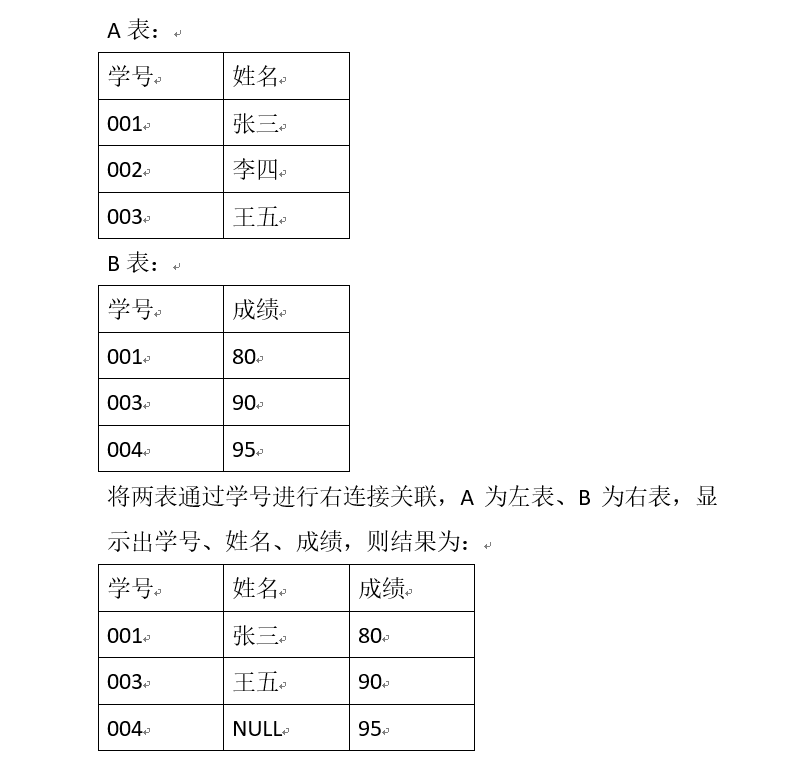 A 表：
学号 姓名
001 张三
002 李四
003 王五
B 表：
学号 成绩
001 80
003 90
004 95
将两表通过学号进行右连接关联，A 为左表、B 为右表，显
示出学号、姓名、成绩，则结果为：
学号 姓名 成绩
001 张三 80
003 王五 90
004 NULL 95